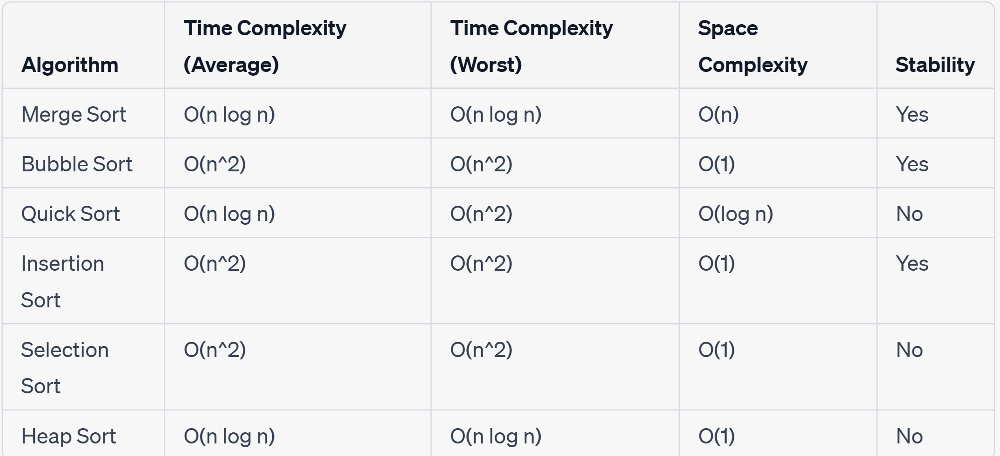 Algorithm Time Complexity (Average) Time Complexity (Worst) Space Complexity Stability
Merge Sort O(n log n) O(n log n) O(n) Yes
Bubble Sort O(n^2) O(n^2) O(1) Yes
Quick Sort O(n log n) O(n^2) O(log n) No
Insertion Sort O(n^2) O(n^2) O(1) Yes
Selection Sort O(n^2) O(n^2) O(1) No
Heap Sort O(n log n) O(n log n) O(1) No